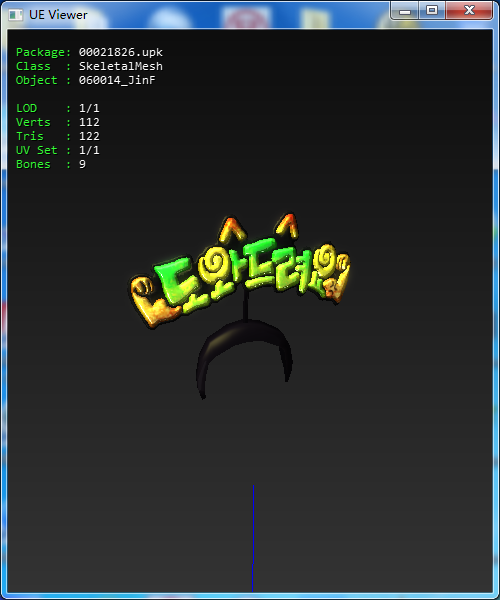 UE Viewer
Package: 00021826.upk
Class : SkeletalMesh
Object : 060014_JinF
LOD : 1/1
Verts : 112
Tris : 122
UV Set : 1/1
Bones : 9
도와드려요